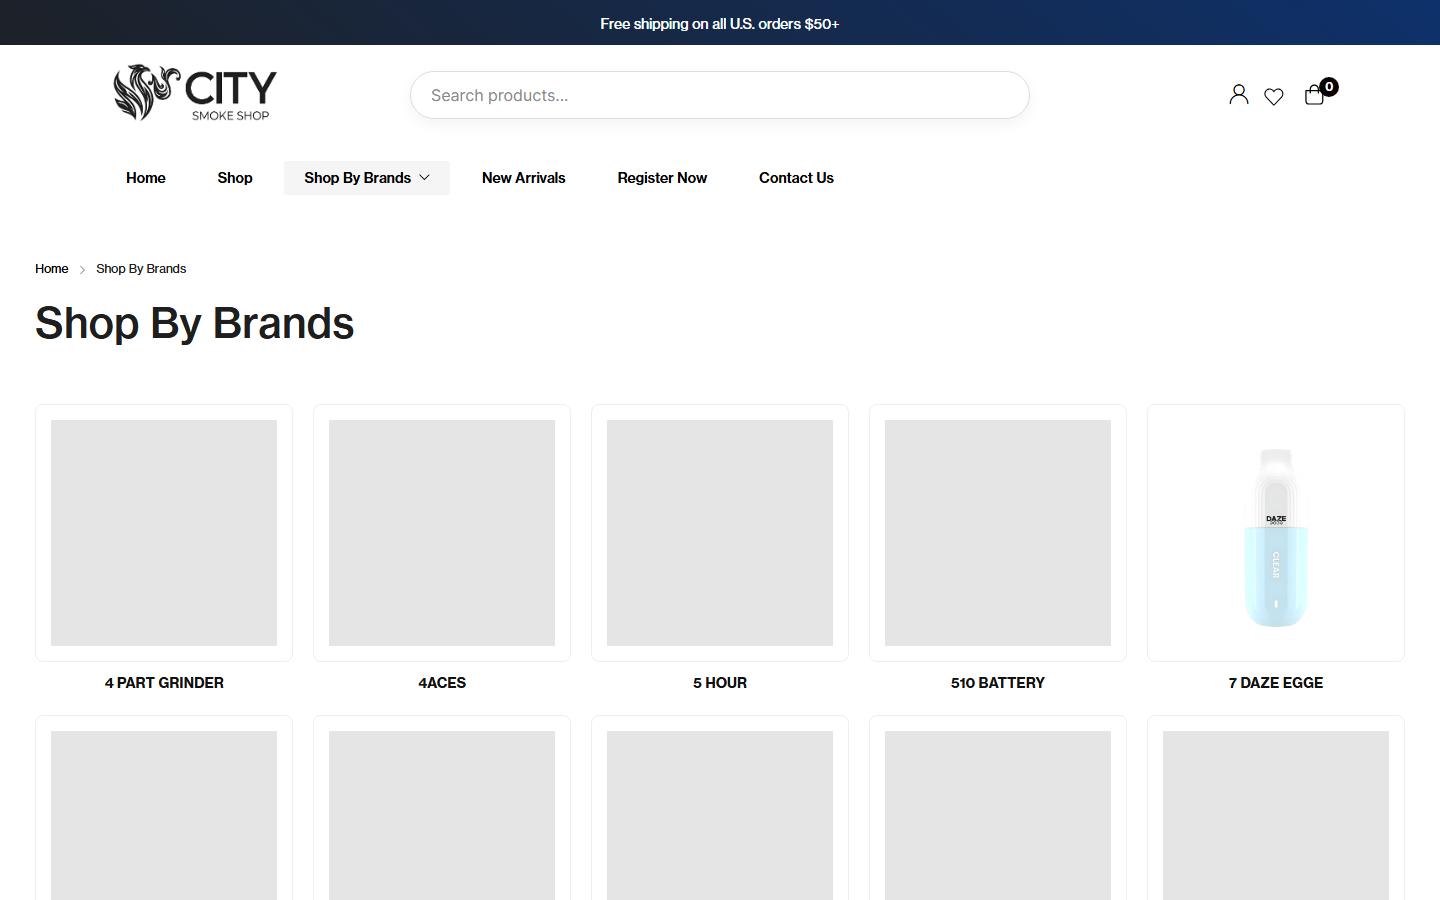 Free shipping on all U.S. orders $50+
CITY
SMOKE SHOP
Search products...
0
Home
Shop
Shop By Brands
New Arrivals
Register Now
Contact Us
Home
Shop By Brands
Shop By Brands
DAZE
CLEAR
4 PART GRINDER
4ACES
5 HOUR
510 BATTERY
7 DAZE EGGE